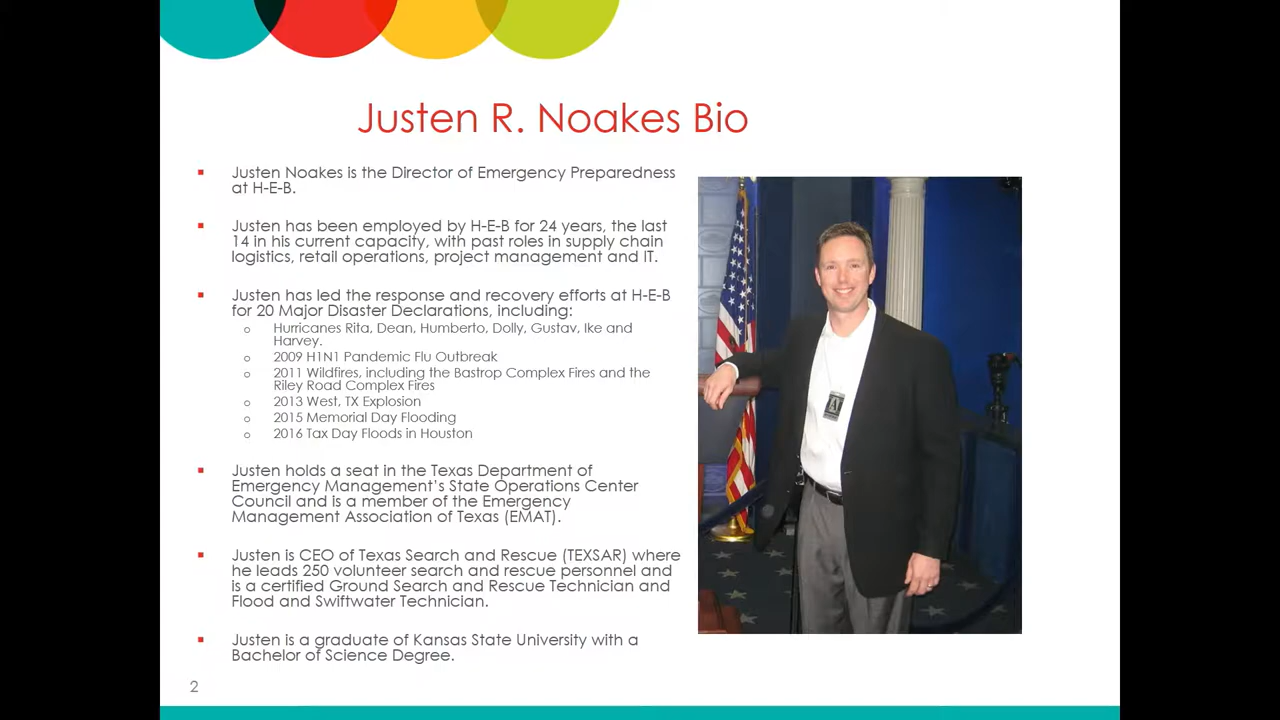 Justen R. Noakes Bio
▪ Justen Noakes is the Director of Emergency Preparedness
at H-E-B.
▪ Justen has been employed by H-E-B for 24 years, the last
14 in his current capacity, with past roles in supply chain
logistics, retail operations, project management and IT.
▪ Justen has led the response and recovery efforts at H-E-B
for 20 Major Disaster Declarations, including:
o Hurricanes Rita, Dean, Humberto, Dolly, Gustav, Ike and
Harvey.
o 2009 H1N1 Pandemic Flu Outbreak
o 2011 Wildfires, including the Bastrop Complex Fires and the
Riley Road Complex Fires
o 2013 West, TX Explosion
o 2015 Memorial Day Flooding
o 2016 Tax Day Floods in Houston
▪ Justen holds a seat in the Texas Department of
Emergency Management’s State Operations Center
Council and is a member of the Emergency
Management Association of Texas (EMAT).
▪ Justen is CEO of Texas Search and Rescue (TEXSAR) where
he leads 250 volunteer search and rescue personnel and
is a certified Ground Search and Rescue Technician and
Flood and Swiftwater Technician.
▪ Justen is a graduate of Kansas State University with a
Bachelor of Science Degree.
2